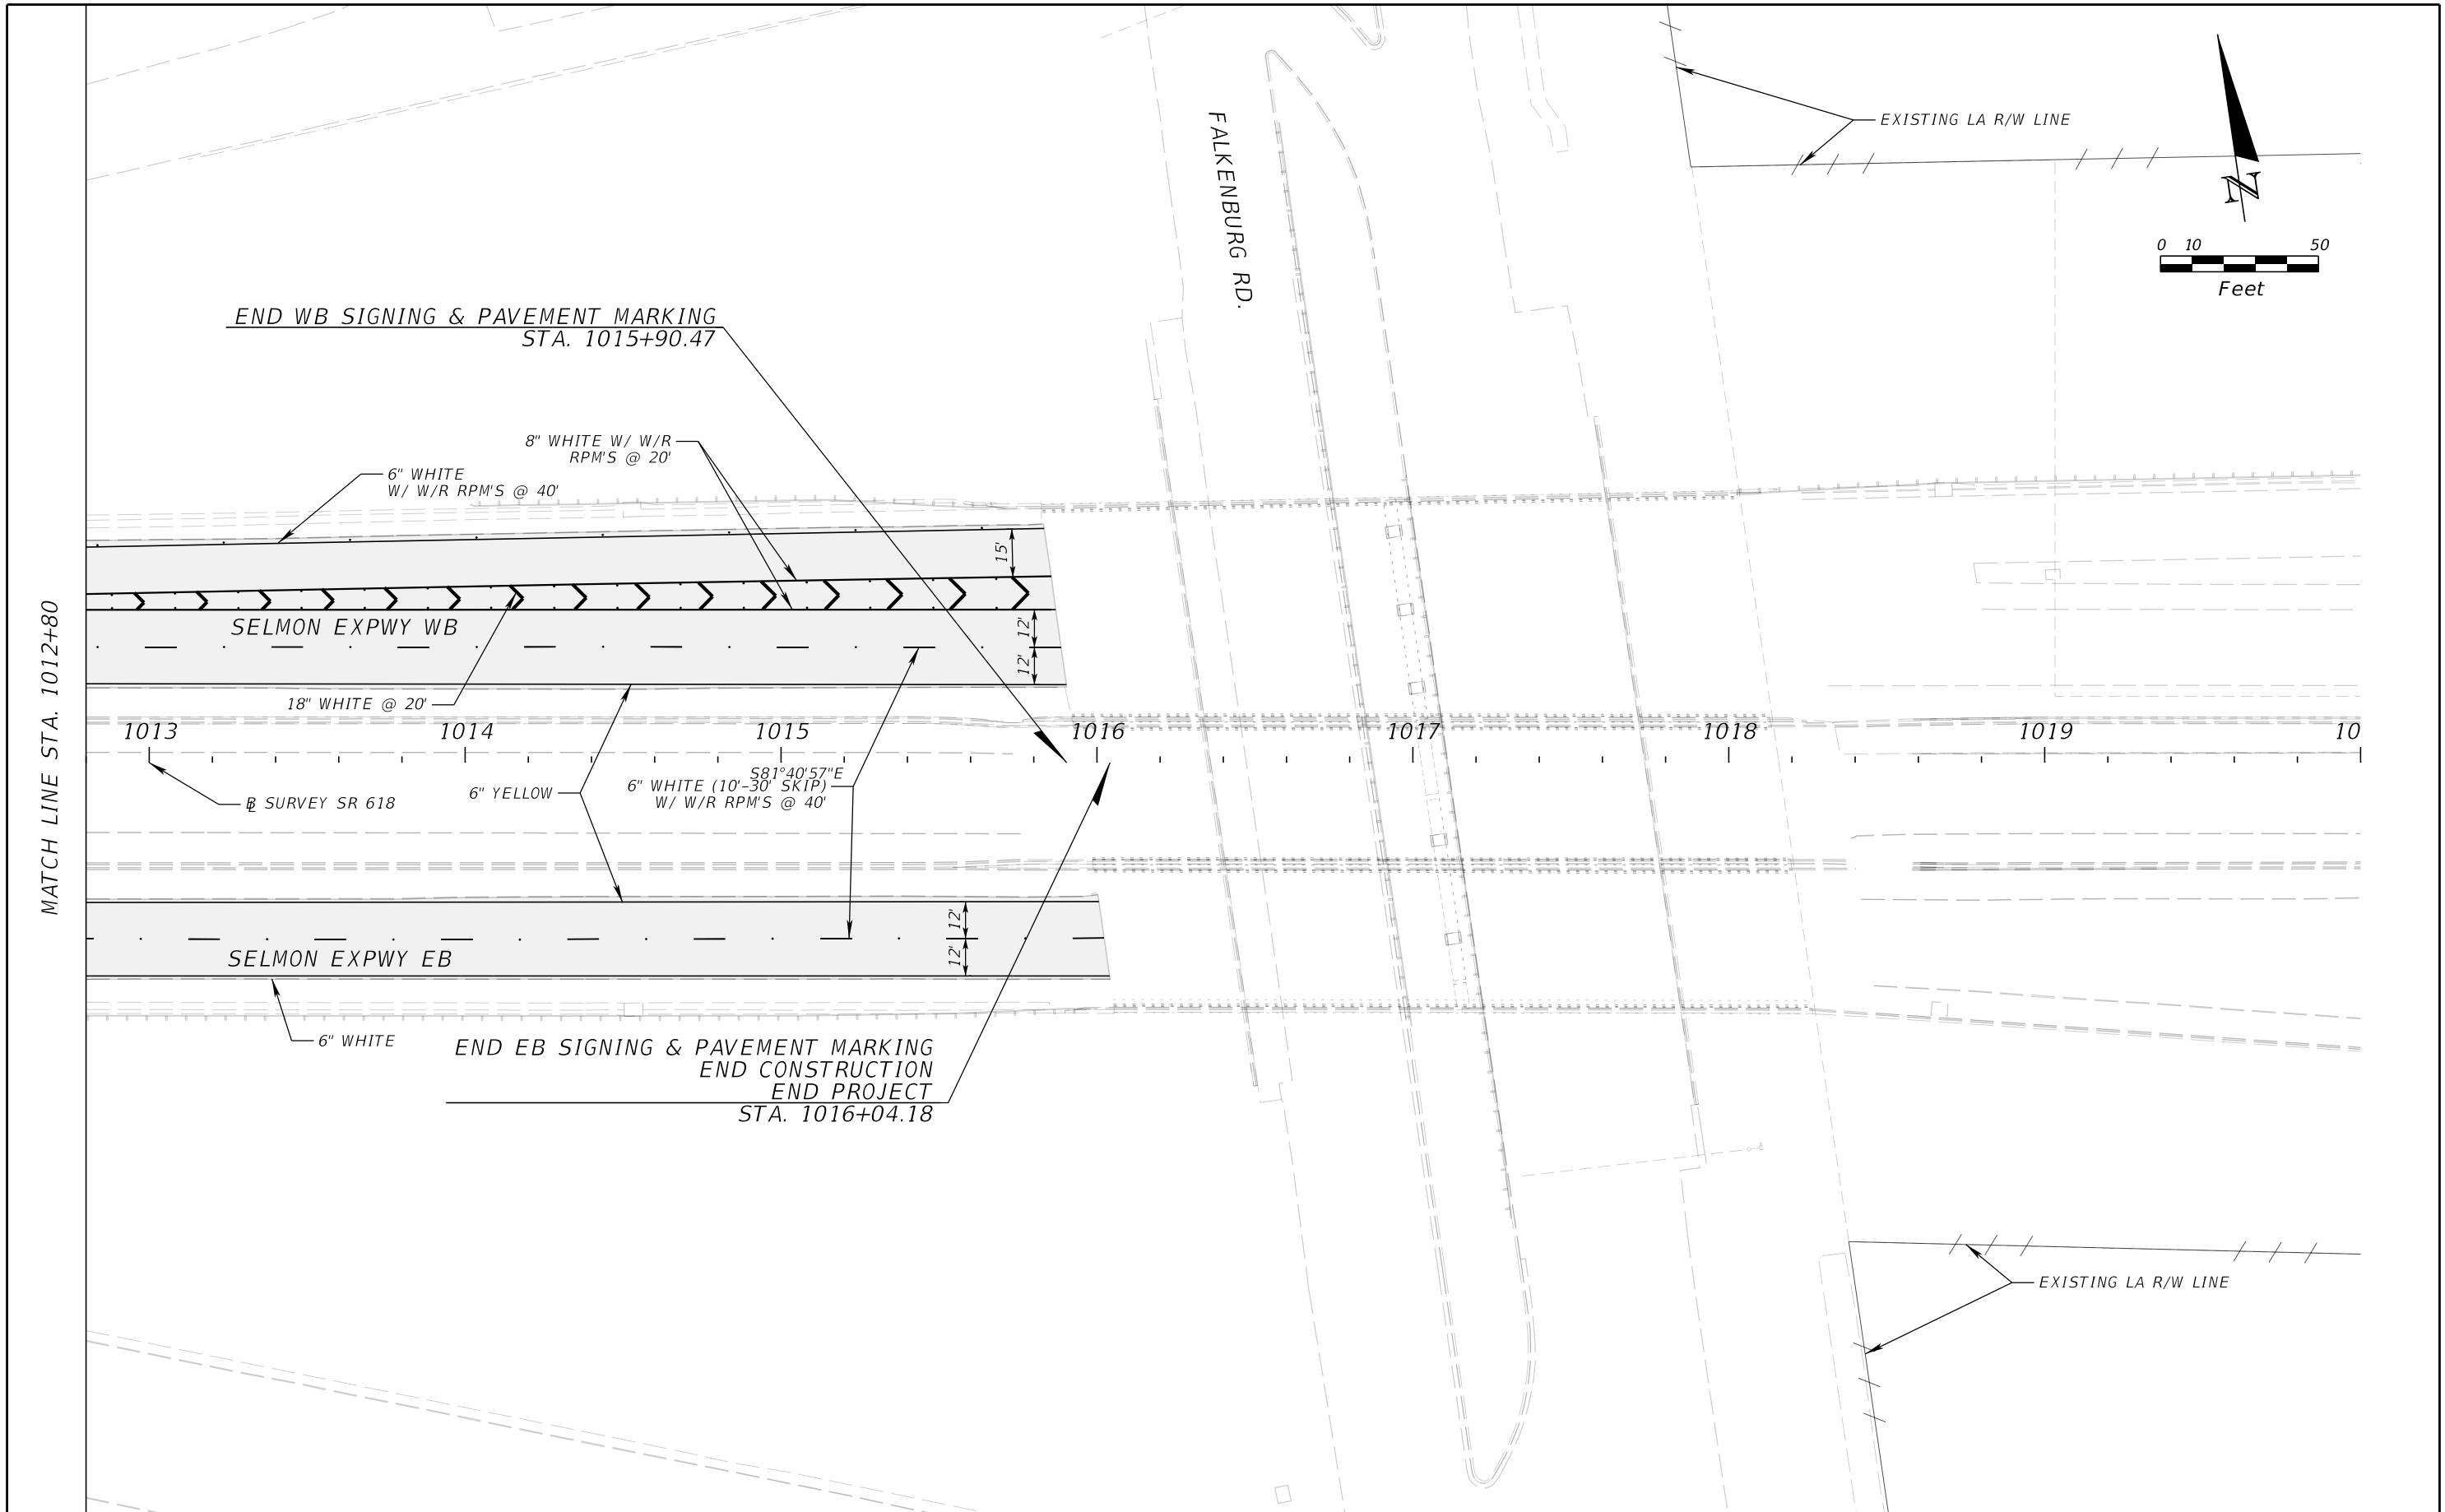 EXISTING LA R/W LINE
FALKENBURG RD.
N
0 10 50
Feet
END WB SIGNING & PAVEMENT MARKING
STA. 1015+90.47
8" WHITE W/ W/R
RPM'S @ 20'
6" WHITE
W/ W/R RPM'S @ 40'
15'
SELMON EXPWY WB
12'
12'
18" WHITE @ 20'
MATCH LINE STA. 1012+80
1013 1014 1015 1016 1017 1018 1019 10
S81°40'57"E
BL SURVEY SR 618
6" YELLOW
6" WHITE (10'-30' SKIP)
W/ W/R RPM'S @ 40'
12'
12'
SELMON EXPWY EB
6" WHITE
END EB SIGNING & PAVEMENT MARKING
END CONSTRUCTION
END PROJECT
STA. 1016+04.18
EXISTING LA R/W LINE